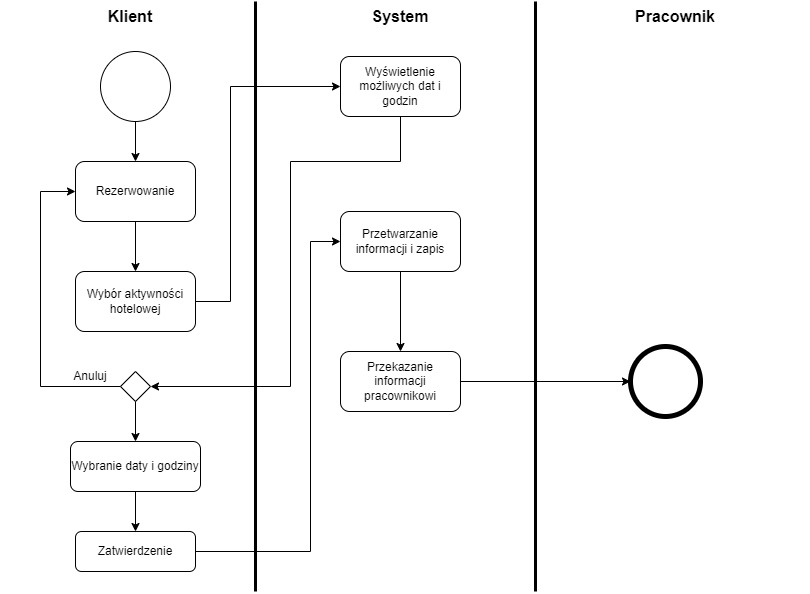 Klient
System
Pracownik
Wyświetlenie
możliwych dat i
godzin
Rezerwowanie
Przetwarzanie
informacji i zapis
Wybór aktywności
hotelowej
Anuluj
Przekazanie
informacji
pracownikowi
Wybranie daty i godziny
Zatwierdzenie